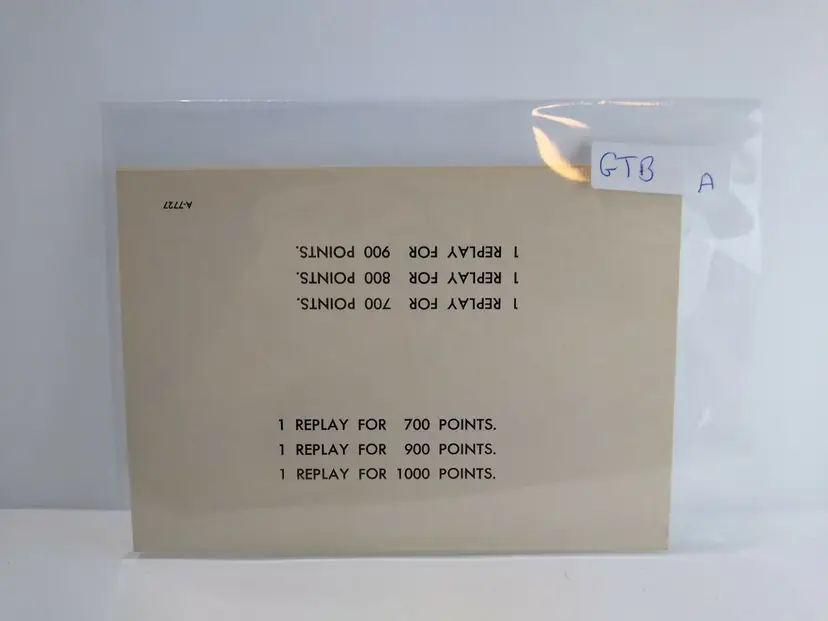 GTB A
A-7727
1 REPLAY FOR 900 POINTS.
1 REPLAY FOR 800 POINTS.
1 REPLAY FOR 700 POINTS.
1 REPLAY FOR 700 POINTS.
1 REPLAY FOR 900 POINTS.
1 REPLAY FOR 1000 POINTS.